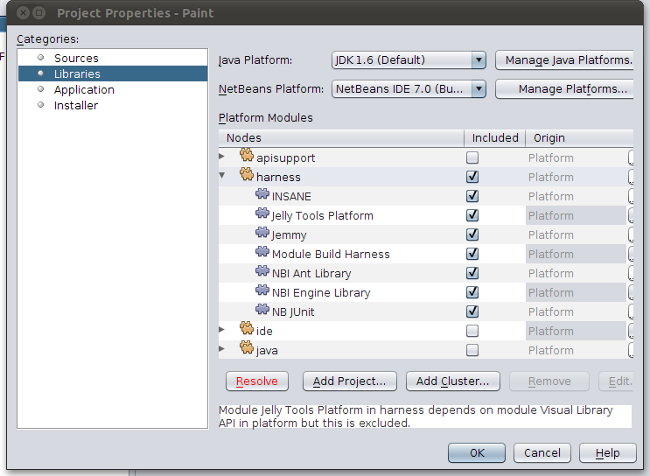 Project Properties - Paint
Categories:
Sources
Libraries
Application
Installer
Java Platform:
JDK 1.6 (Default)
Manage Java Platforms.
NetBeans Platform:
NetBeans IDE 7.0 (Bu...
Manage Platforms...
Platform Modules
Nodes Included Origin
apisupport Platform
harness Platform
INSANE Platform
Jelly Tools Platform Platform
Jemmy Platform
Module Build Harness Platform
NBI Ant Library Platform
NBI Engine Library Platform
NB JUnit Platform
ide Platform
java Platform
Resolve Add Project... Add Cluster... Remove Edit.
Module Jelly Tools Platform in harness depends on module Visual Library
API in platform but this is excluded.
OK Cancel Help